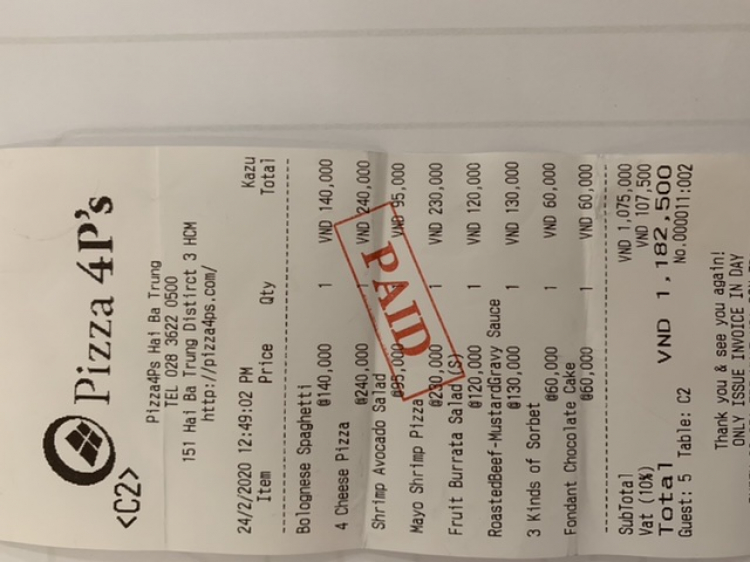 <C2>
Pizza 4P's
Pizza4Ps Hai Ba Trung
TEL 028 3622 0500
151 Hai Ba Trung Distirct 3 HCM
http://pizza4ps.com/
24/2/2020 12:49:02 PM Kazu
Item Price Qty Total
Bolognese Spaghetti
@140,000 1 VND 140,000
4 Cheese Pizza
@240,000 1 VND 240,000
Shrimp Avocado Salad
@95,000 1 VND 95,000
Mayo Shrimp Pizza
@230,000 1 VND 230,000
Fruit Burrata Salad(S)
@120,000 1 VND 120,000
RoastedBeef-MustardGravy Sauce
@130,000 1 VND 130,000
3 Kinds of Sorbet
@60,000 1 VND 60,000
Fondant Chocolate Cake
@60,000 1 VND 60,000
PAID
SubTotal VND 1,075,000
Vat (10%) VND 107,500
Total VND 1,182,500
Guest: 5 Table: C2 No.000011:002
Thank you & see you again!
ONLY ISSUE INVOICE IN DAY